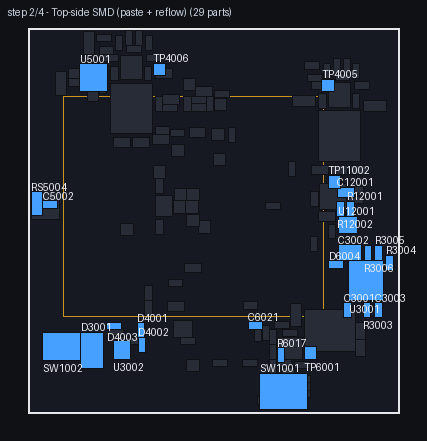 step 2/4 - Top-side SMD (paste + reflow) (29 parts)
U5001
TP4006
TP4005
TP11002
C12001
RS5004
C5002
R12001
U12001
R12002
C3002
R3005
R3004
D6004
R3006
C3001
C3003
U3001
R3003
D4001
D3001
D4002
D4003
C6021
SW1002
U3002
R6017
SW1001
TP6001